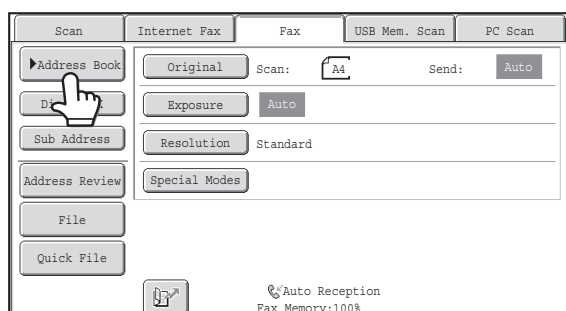 Scan Internet Fax Fax USB Mem. Scan PC Scan
Address Book Original Scan: A4 Send: Auto
Exposure Auto
Sub Address Resolution Standard
Address Review Special Modes
File
Quick File
Auto Reception
Fax Memory:100%